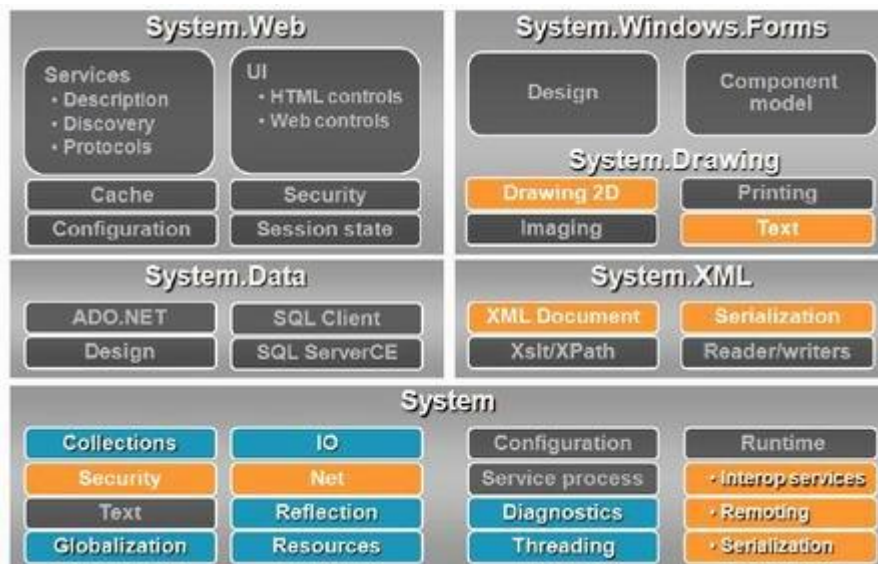 System.Web
Services
• Description
• Discovery
• Protocols
UI
• HTML controls
• Web controls
Cache
Security
Configuration
Session state
System.Windows.Forms
Design
Component
model
System.Drawing
Drawing 2D
Printing
Imaging
Text
System.Data
ADO.NET
SQL Client
Design
SQL ServerCE
System.XML
XML Document
Serialization
Xslt/XPath
Reader/writers
System
Collections
IO
Configuration
Runtime
Security
Net
Service process
• Interop services
Text
Reflection
Diagnostics
• Remoting
Globalization
Resources
Threading
• Serialization